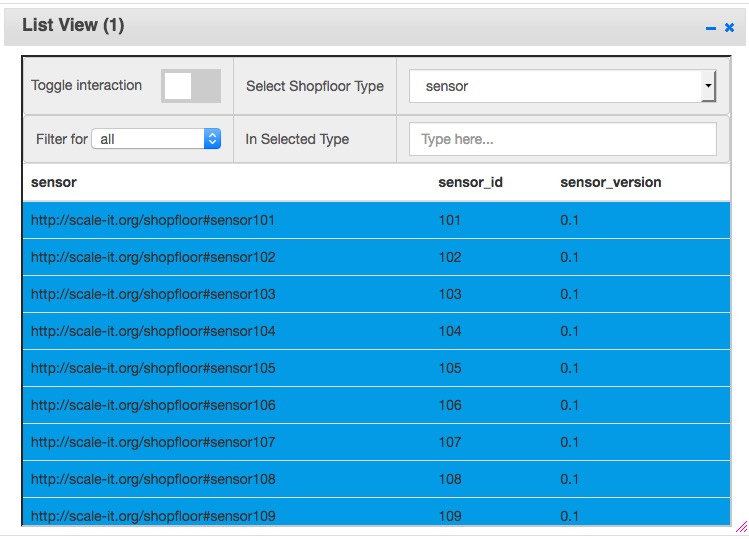 List View (1)
Toggle interaction Select Shopfloor Type sensor
Filter for all In Selected Type Type here...
sensor sensor_id sensor_version
http://scale-it.org/shopfloor#sensor101 101 0.1
http://scale-it.org/shopfloor#sensor102 102 0.1
http://scale-it.org/shopfloor#sensor103 103 0.1
http://scale-it.org/shopfloor#sensor104 104 0.1
http://scale-it.org/shopfloor#sensor105 105 0.1
http://scale-it.org/shopfloor#sensor106 106 0.1
http://scale-it.org/shopfloor#sensor107 107 0.1
http://scale-it.org/shopfloor#sensor108 108 0.1
http://scale-it.org/shopfloor#sensor109 109 0.1